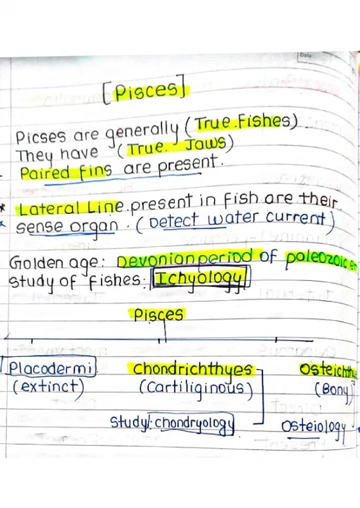 [Pisces]
Picses are generally (True fishes)
They have (True Jaws)
Paired fins are present.
* Lateral Line present in fish are their
* sense organ. (Detect water current)
Golden age: Devonian period of paleozoic er
study of fishes: Ichyology
Pisces
Placodermi chondrichthyes Osteichthy
(extinct) (Cartiliginous) (Bony)
study: chondryology Osteiology